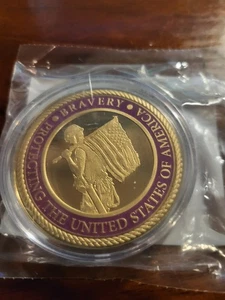 • BRAVERY •
PROTECTING THE UNITED STATES OF AMERICA